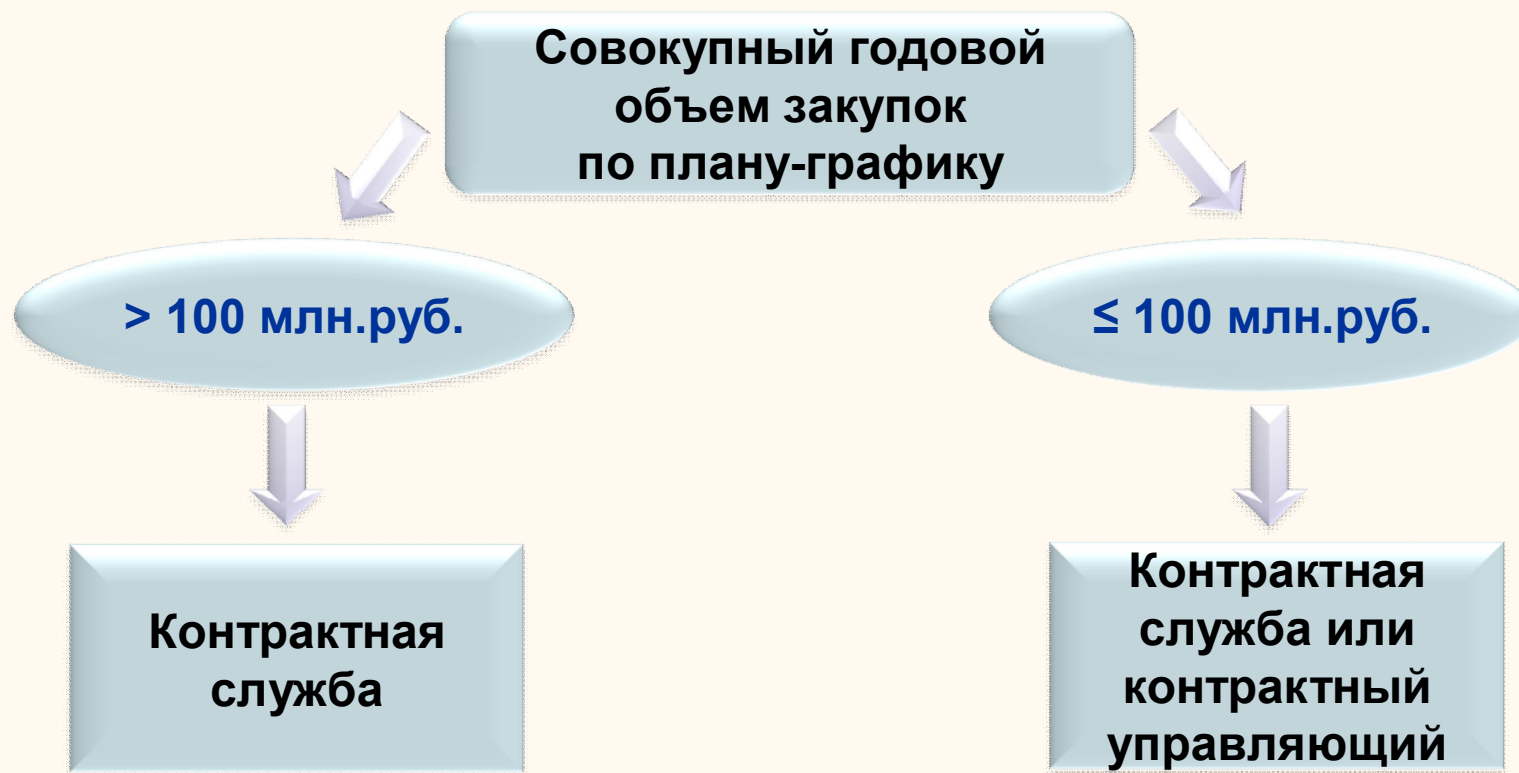 Совокупный годовой
объем закупок
по плану-графику
> 100 млн.руб.
≤ 100 млн.руб.
Контрактная
служба
Контрактная
служба или
контрактный
управляющий